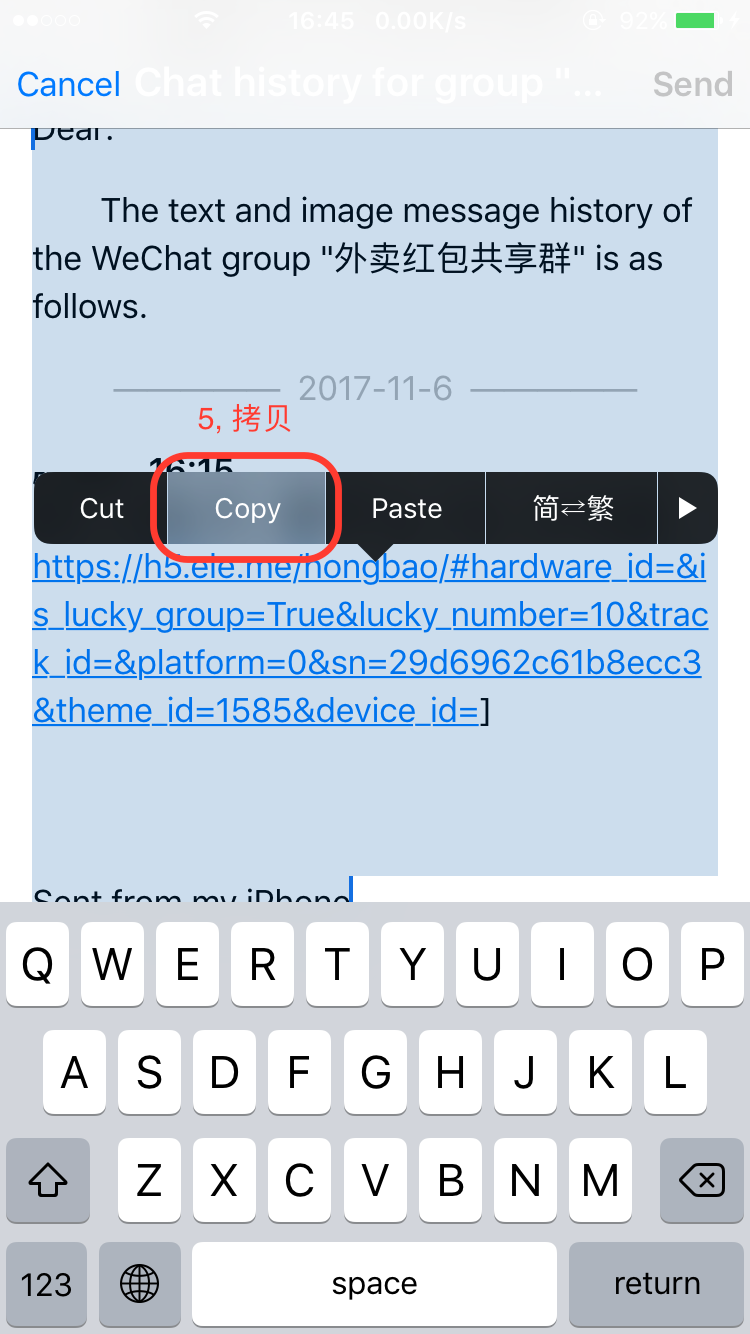 16:45 0.00K/s 92%
Cancel Chat history for group "... Send
Dear:
The text and image message history of
the WeChat group "外卖红包共享群" is as
follows.
2017-11-6
5, 拷贝
16:15
Cut Copy Paste 简⇄繁 ▶
https://h5.ele.me/hongbao/#hardware_id=&i
s_lucky_group=True&lucky_number=10&trac
k_id=&platform=0&sn=29d6962c61b8ecc3
&theme_id=1585&device_id=]
Sent from my iPhone
Q W E R T Y U I O P
A S D F G H J K L
Z X C V B N M
123 space return